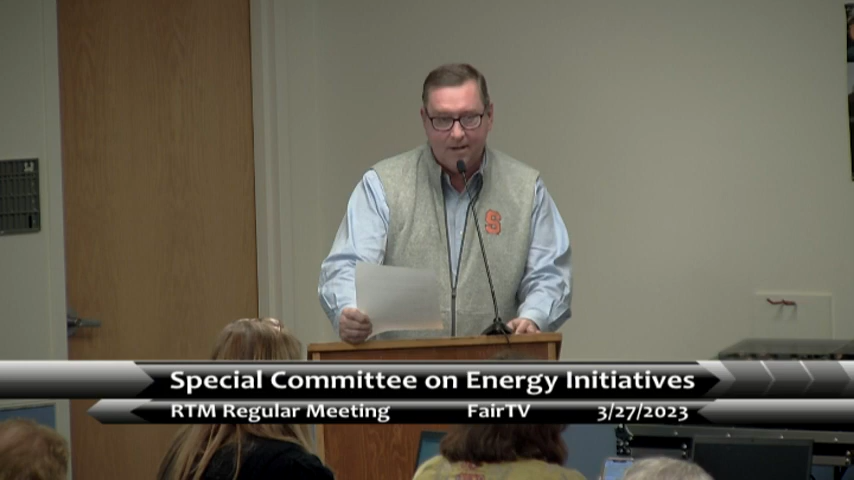 S
Special Committee on Energy Initiatives
RTM Regular Meeting FairTV 3/27/2023